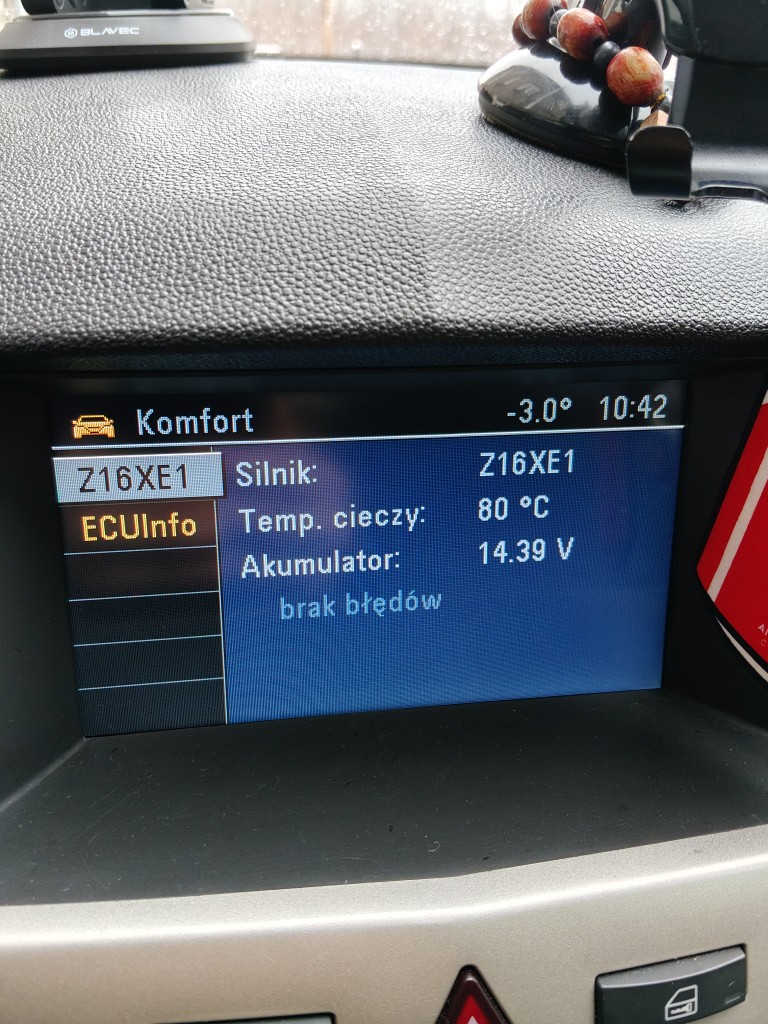 BLAVEC
Komfort -3.0° 10:42
Z16XE1
ECUInfo
Silnik: Z16XE1
Temp. cieczy: 80 °C
Akumulator: 14.39 V
brak błędów